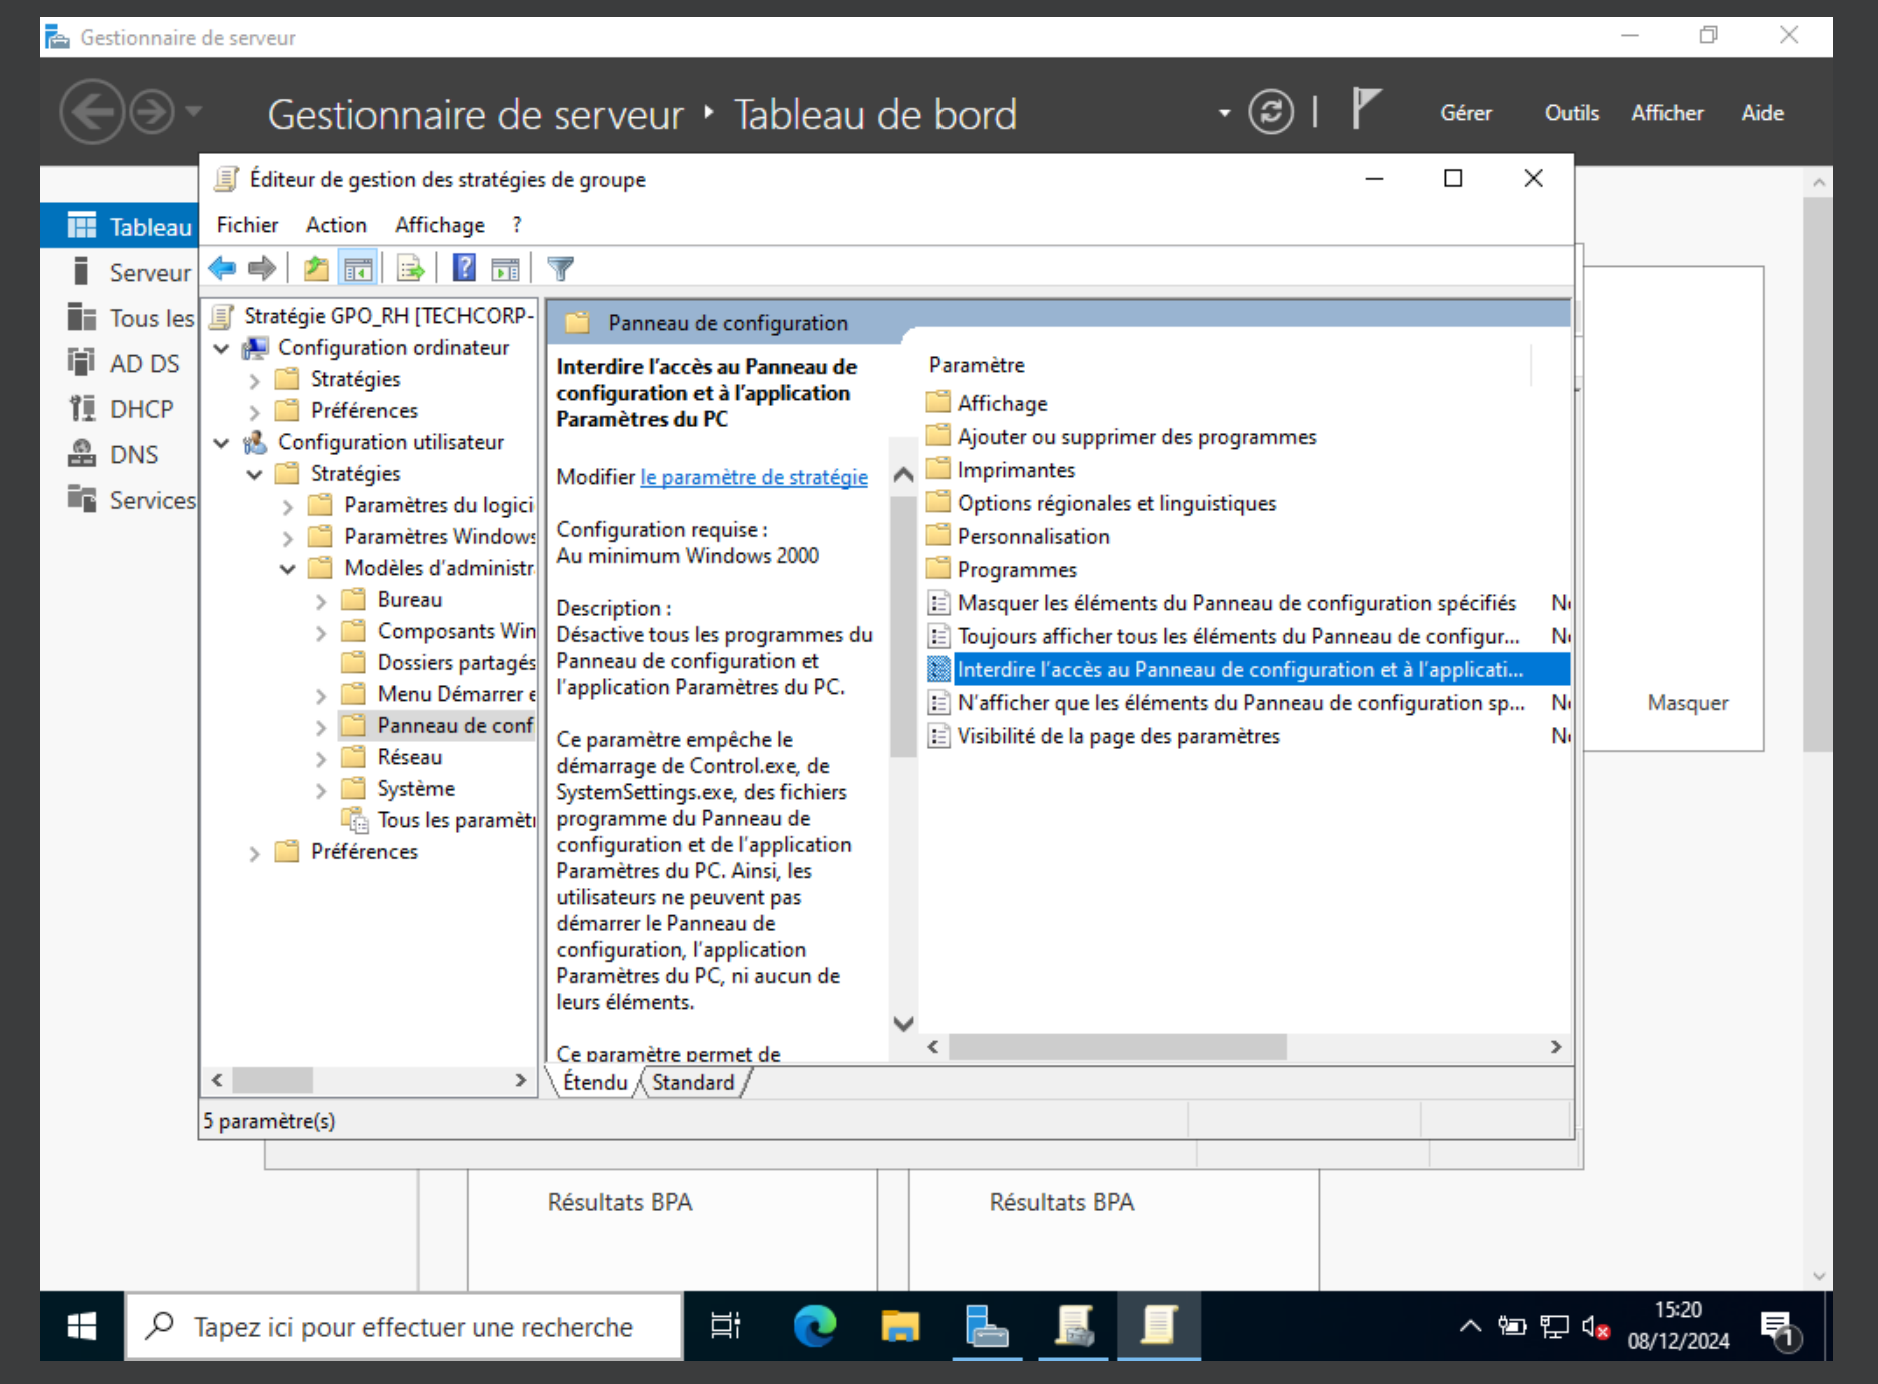 Gestionnaire de serveur
Gestionnaire de serveur
Tableau de bord
Gérer
Outils
Afficher
Aide
Tableau
Serveur
Tous les
AD DS
DHCP
DNS
Services
Éditeur de gestion des stratégies de groupe
Fichier
Action
Affichage
?
Stratégie GPO_RH [TECHCORP-
Configuration ordinateur
Stratégies
Préférences
Configuration utilisateur
Stratégies
Paramètres du logici
Paramètres Windows
Modèles d'administr
Bureau
Composants Win
Dossiers partagés
Menu Démarrer e
Panneau de conf
Réseau
Système
Tous les paramètr
Préférences
Panneau de configuration
Interdire l'accès au Panneau de
configuration et à l'application
Paramètres du PC
Modifier le paramètre de stratégie
Configuration requise :
Au minimum Windows 2000
Description :
Désactive tous les programmes du
Panneau de configuration et
l'application Paramètres du PC.
Ce paramètre empêche le
démarrage de Control.exe, de
SystemSettings.exe, des fichiers
programme du Panneau de
configuration et de l'application
Paramètres du PC. Ainsi, les
utilisateurs ne peuvent pas
démarrer le Panneau de
configuration, l'application
Paramètres du PC, ni aucun de
leurs éléments.
Ce paramètre permet de
Paramètre
Affichage
Ajouter ou supprimer des programmes
Imprimantes
Options régionales et linguistiques
Personnalisation
Programmes
Masquer les éléments du Panneau de configuration spécifiés
Toujours afficher tous les éléments du Panneau de configur...
Interdire l'accès au Panneau de configuration et à l'applicati...
N'afficher que les éléments du Panneau de configuration sp...
Visibilité de la page des paramètres
Masquer
Étendu
Standard
5 paramètre(s)
Résultats BPA
Résultats BPA
Tapez ici pour effectuer une recherche
15:20
08/12/2024
1